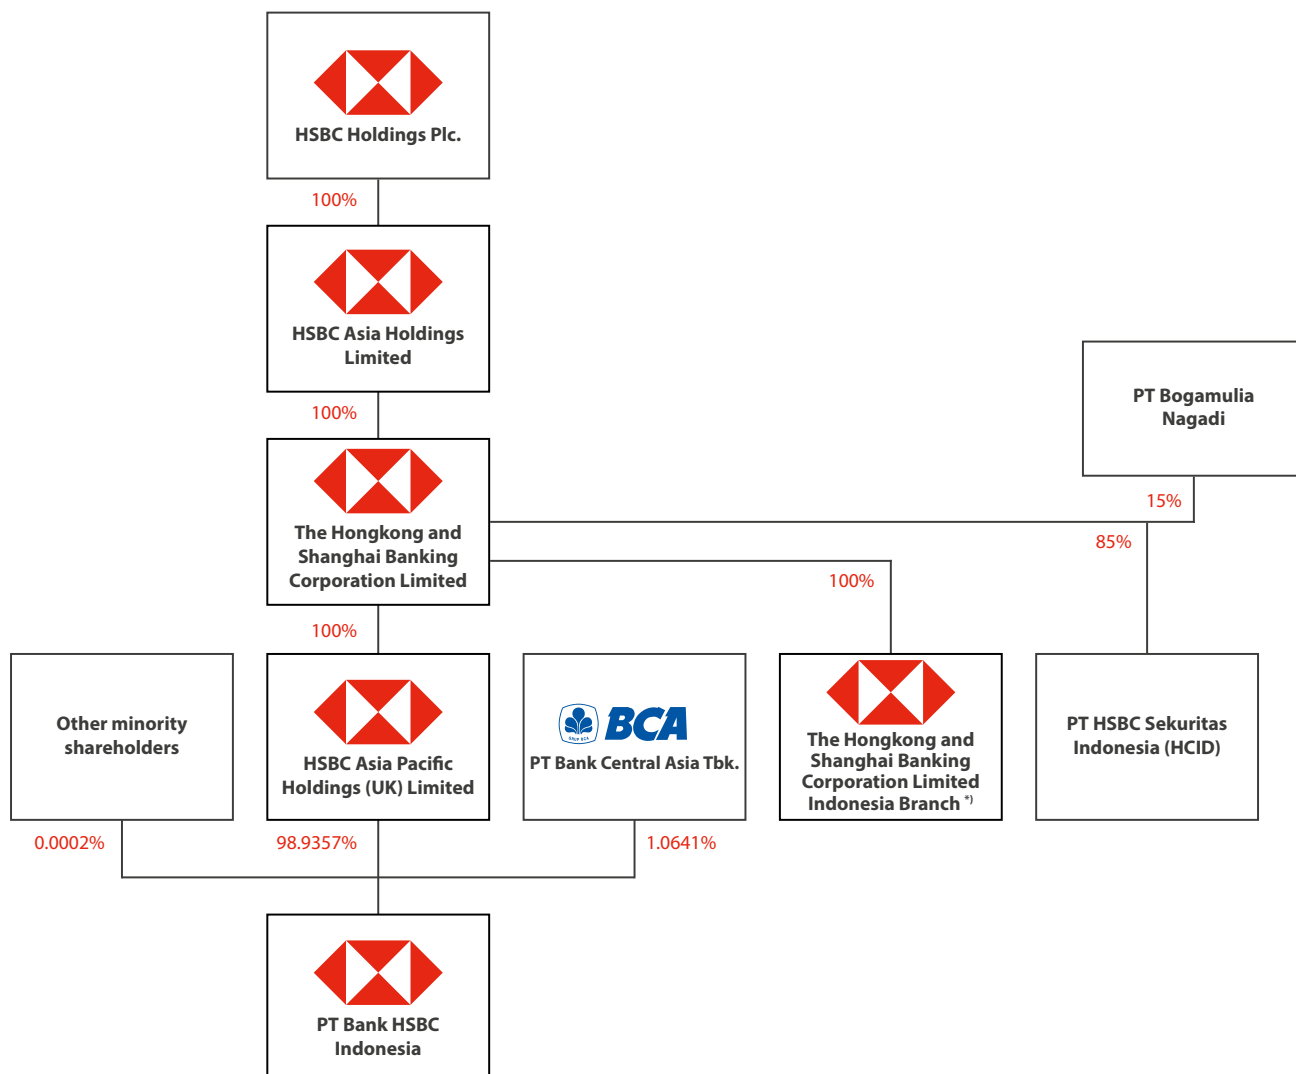 HSBC Holdings Plc.
100%
HSBC Asia Holdings
Limited
100%
PT Bogamulia
Nagadi
15%
The Hongkong and
Shanghai Banking
Corporation Limited
85%
100%
100%
Other minority
shareholders
HSBC Asia Pacific
Holdings (UK) Limited
GRUP BCA
BCA
PT Bank Central Asia Tbk.
The Hongkong and
Shanghai Banking
Corporation Limited
Indonesia Branch *)
PT HSBC Sekuritas
Indonesia (HCID)
0.0002%
98.9357%
1.0641%
PT Bank HSBC
Indonesia